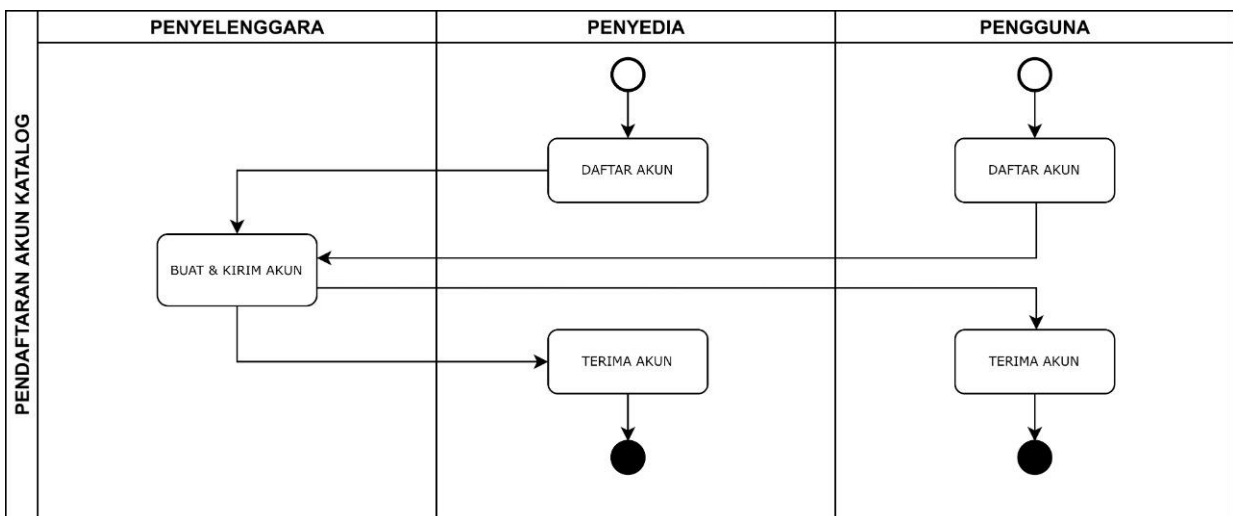 PENYELENGGARA
PENYEDIA
PENGGUNA
PENDAFTARAN AKUN KATALOG
DAFTAR AKUN
DAFTAR AKUN
BUAT & KIRIM AKUN
TERIMA AKUN
TERIMA AKUN